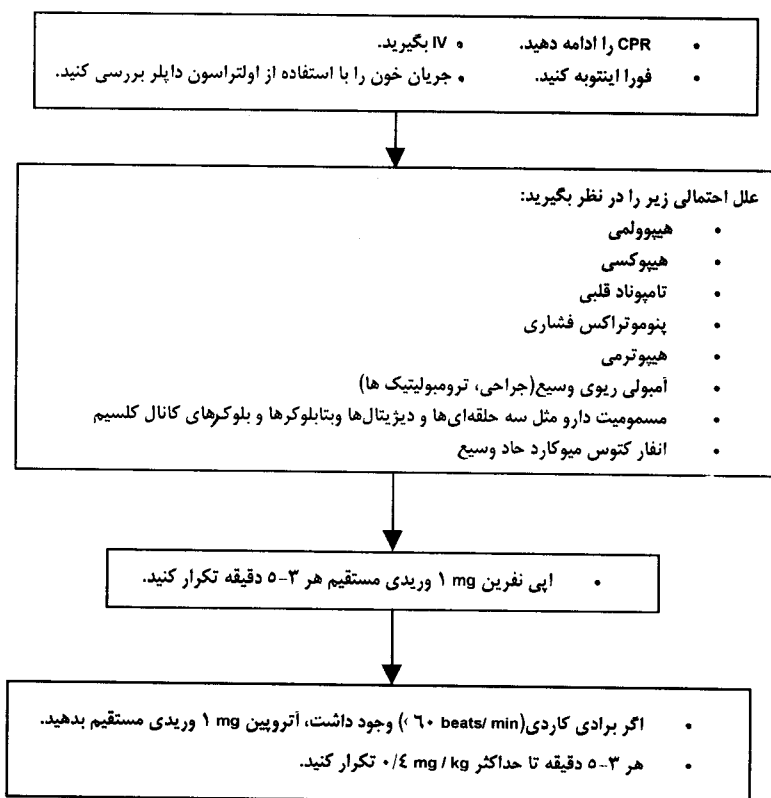 • CPR را ادامه دهید. • IV بگیرید.
• فورا اینتوبه کنید. • جریان خون را با استفاده از اولتراسون داپلر بررسی کنید.
علل احتمالی زیر را در نظر بگیرید:
• هیپوولمی
• هیپوکسی
• تامپوناد قلبی
• پنوموتراکس فشاری
• هیپوترمی
• آمبولی ریوی وسیع(جراحی، ترومبولیتیک ها)
• مسمومیت دارو مثل سه حلقه‌ای‌ها و دیژیتال‌ها وبتابلوکرها و بلوکرهای کانال کلسیم
• انفار کتوس میوکارد حاد وسیع
• اپی نفرین ۱ mg وریدی مستقیم هر ۳-۵ دقیقه تکرار کنید.
• اگر برادی کاردی(۶۰ beats/ min ‹) وجود داشت، آتروپین ۱ mg وریدی مستقیم بدهید.
• هر ۳-۵ دقیقه تا حداکثر ۰/٤ mg / kg تکرار کنید.